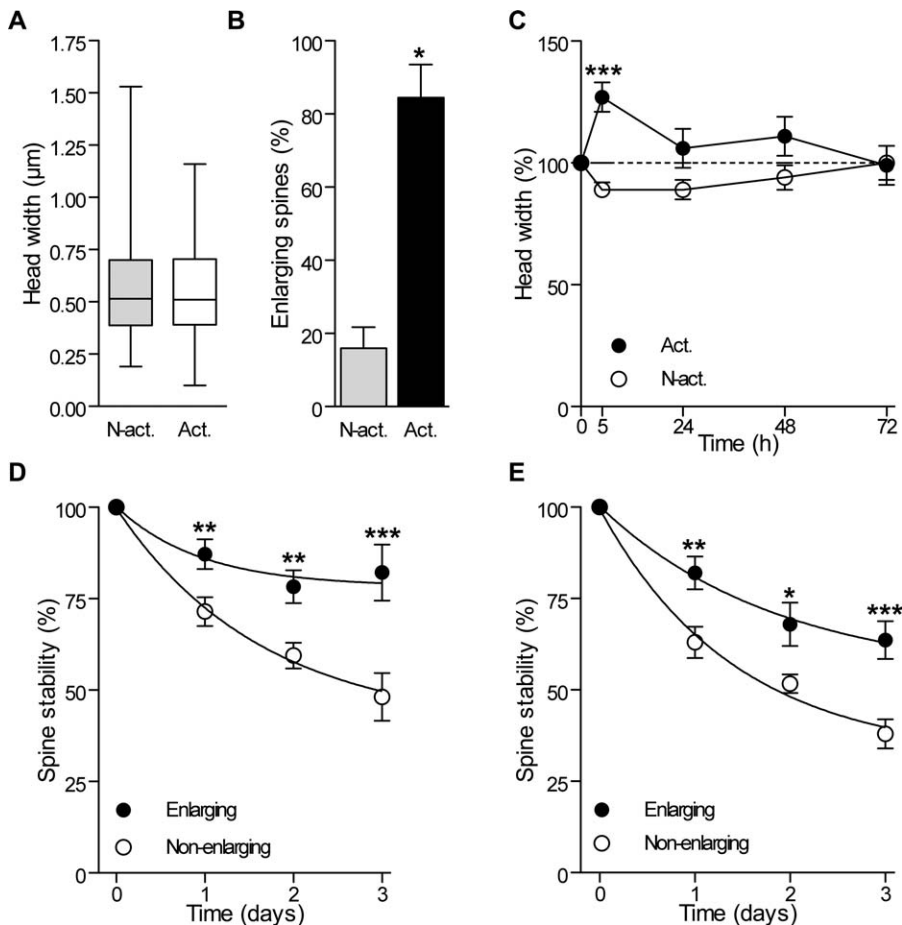 A
Head width (µm)
1.75
1.50
1.25
1.00
0.75
0.50
0.25
0.00
N-act. Act.
B
Enlarging spines (%)
100
80
60
40
20
0
*
N-act. Act.
C
Head width (%)
150
100
50
0
***
Act.
N-act.
0 5 24 48 72
Time (h)
D
Spine stability (%)
100
75
50
25
0
** ** ***
Enlarging
Non-enlarging
0 1 2 3
Time (days)
E
Spine stability (%)
100
75
50
25
0
** * ***
Enlarging
Non-enlarging
0 1 2 3
Time (days)